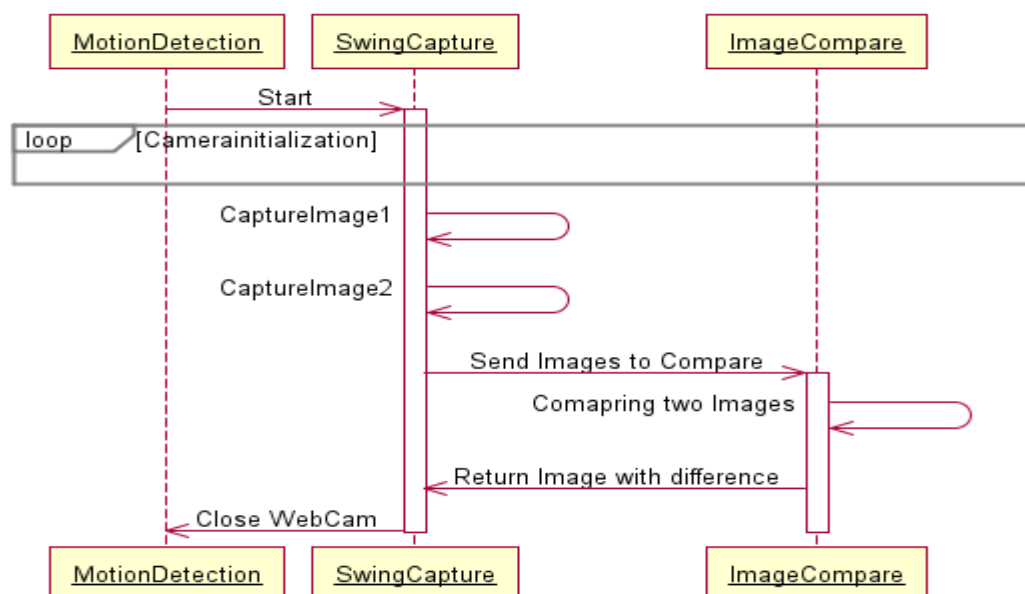 MotionDetection SwingCapture ImageCompare
Start
loop [Camerainitialization]
CaptureImage1
CaptureImage2
Send Images to Compare
Comapring two Images
Return Image with difference
Close WebCam
MotionDetection SwingCapture ImageCompare